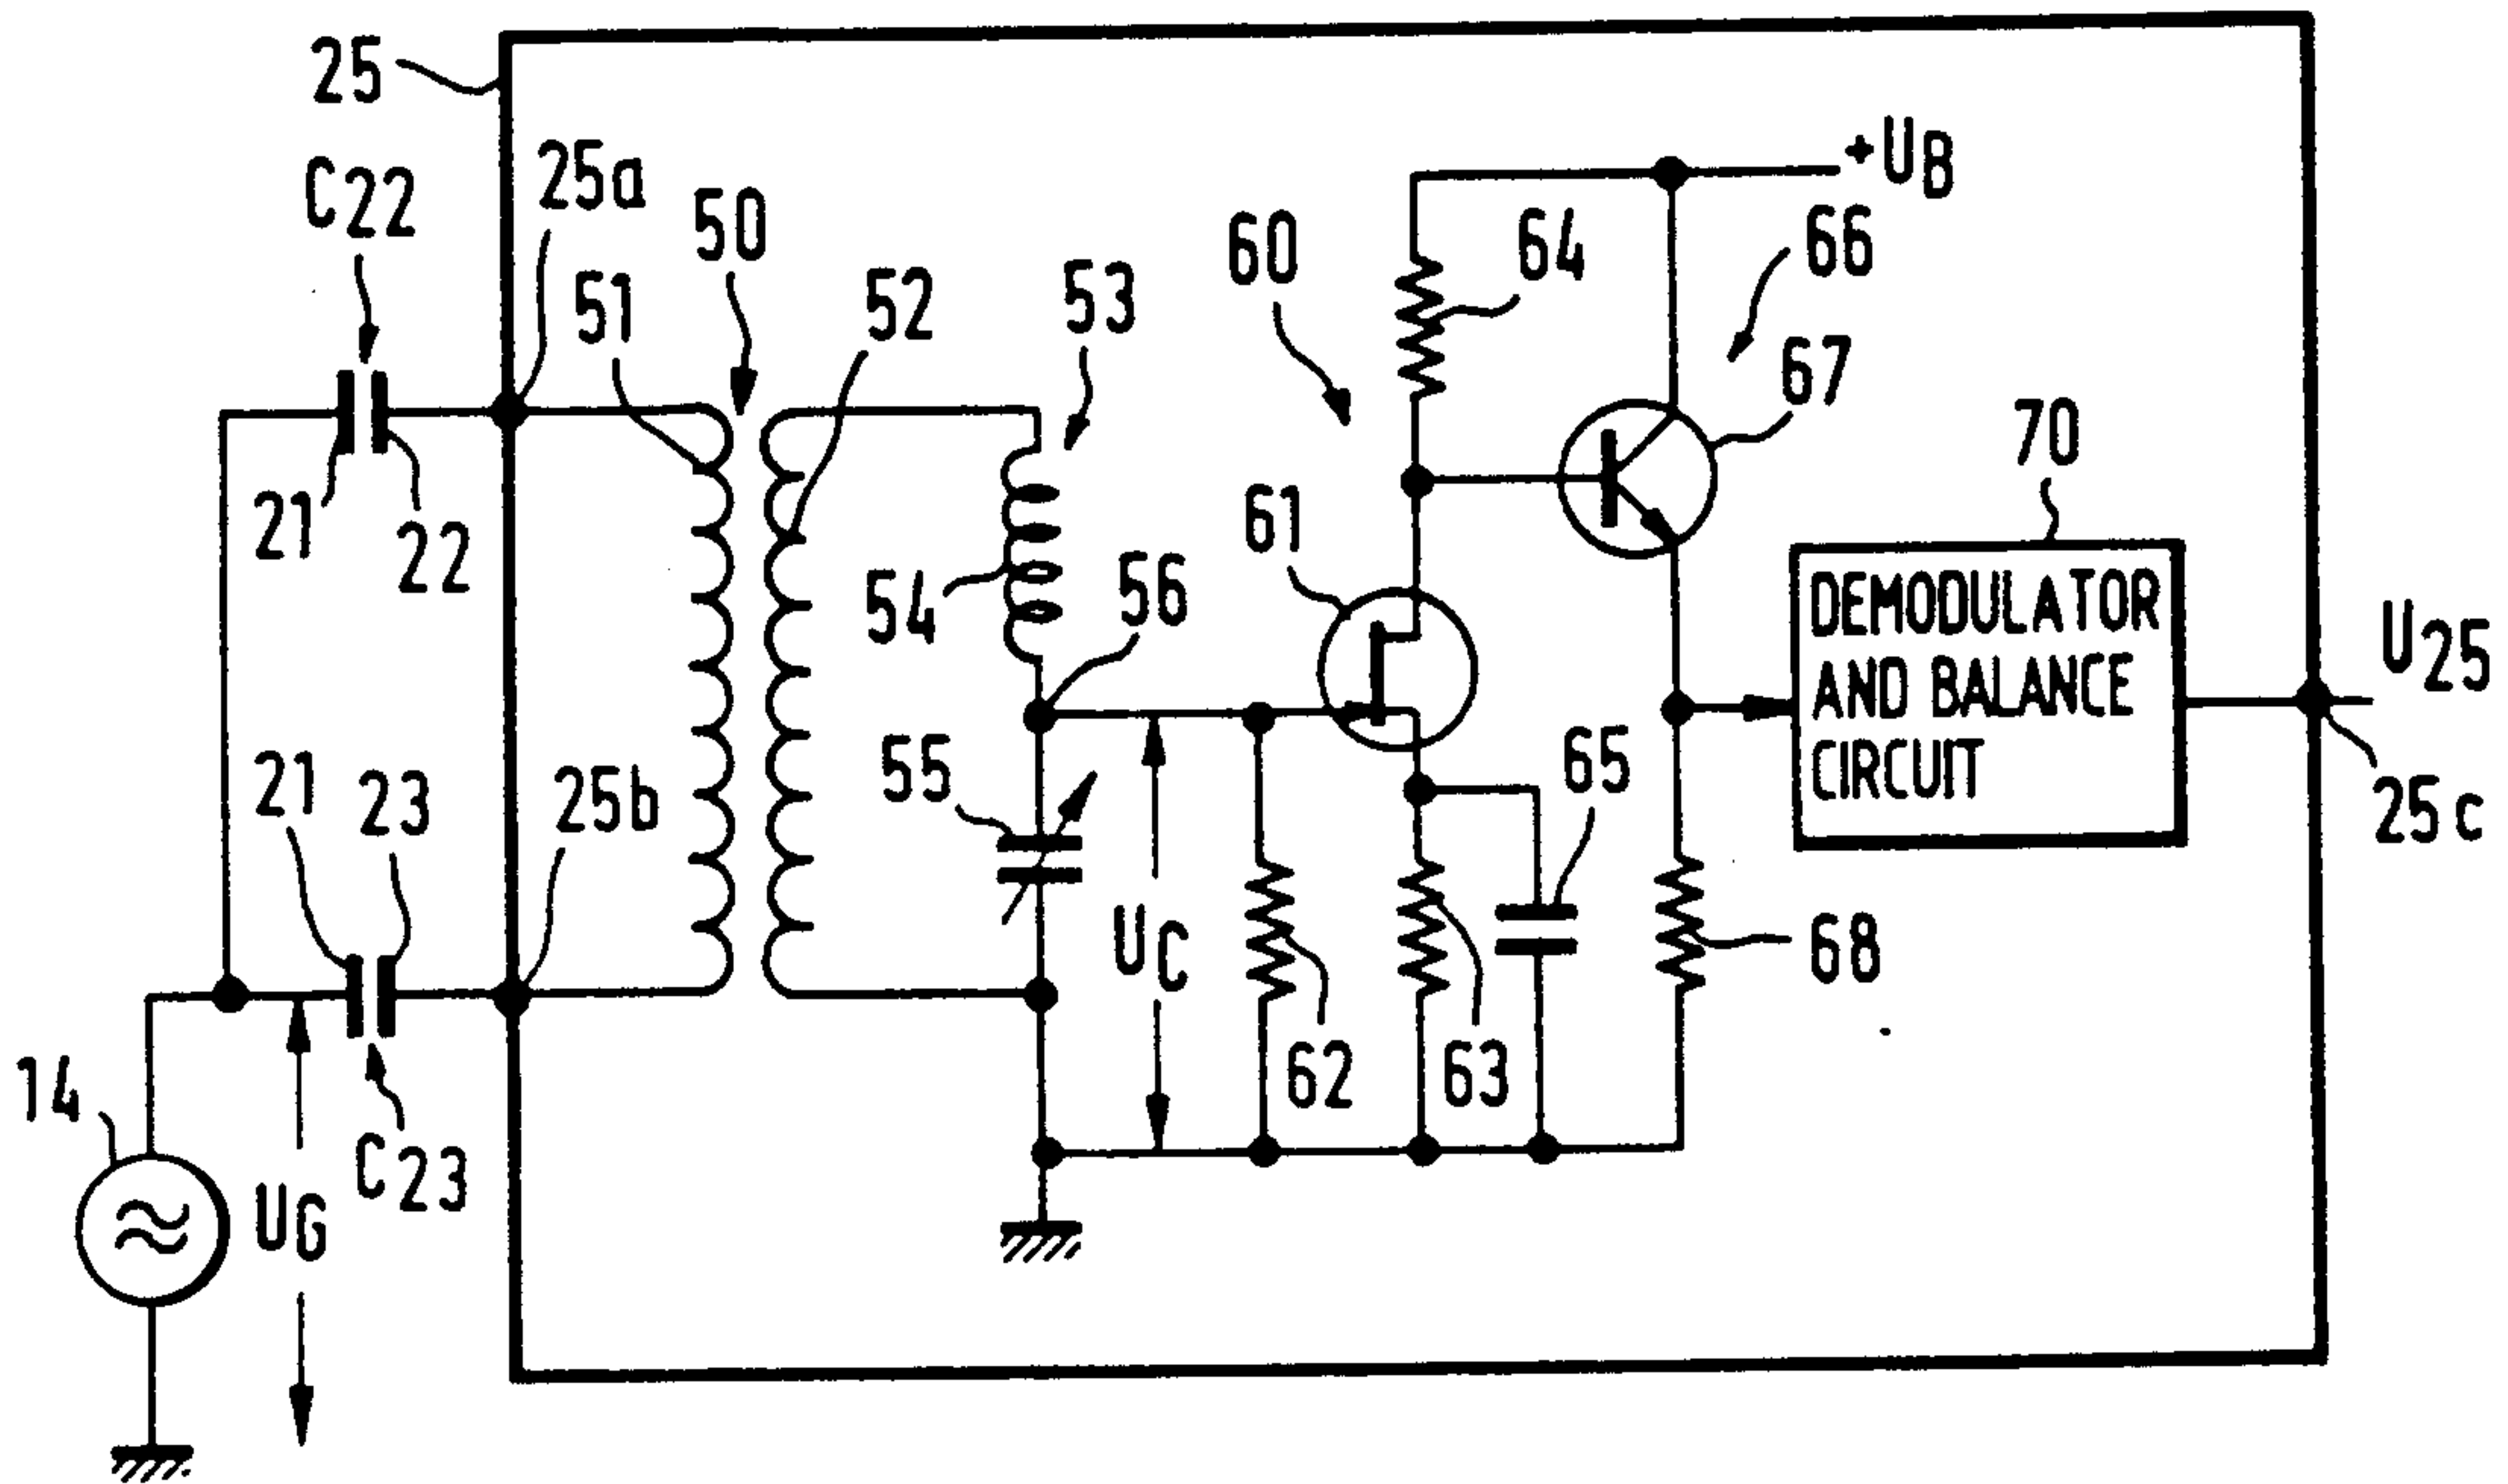 25
C22
25a
50
51
52
53
60
64
+UB
66
67
70
21
22
54
56
61
DEMODULATOR
AND BALANCE
CIRCUIT
U25
25c
21
23
25b
55
65
UC
68
62
63
14
UG
C23